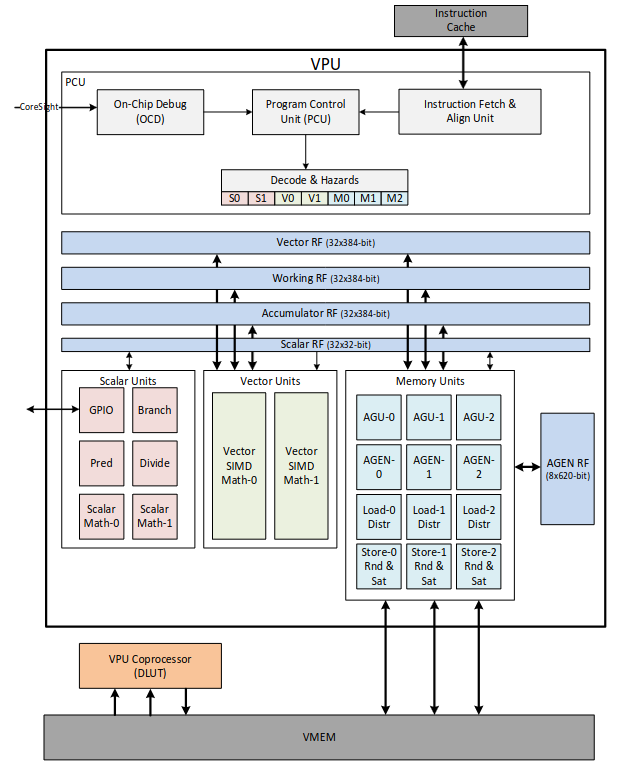 Instruction
Cache
VPU
PCU
CoreSight
On-Chip Debug
(OCD)
Program Control
Unit (PCU)
Instruction Fetch &
Align Unit
Decode & Hazards
S0 S1 V0 V1 M0 M1 M2
Vector RF (32x384-bit)
Working RF (32x384-bit)
Accumulator RF (32x384-bit)
Scalar RF (32x32-bit)
Scalar Units
GPIO
Branch
Pred
Divide
Scalar
Math-0
Scalar
Math-1
Vector Units
Vector
SIMD
Math-0
Vector
SIMD
Math-1
Memory Units
AGU-0
AGU-1
AGU-2
AGEN-
0
AGEN-
1
AGEN-
2
Load-0
Distr
Load-1
Distr
Load-2
Distr
Store-0
Rnd &
Sat
Store-1
Rnd &
Sat
Store-2
Rnd &
Sat
AGEN RF
(8x620-bit)
VPU Coprocessor
(DLUT)
VMEM